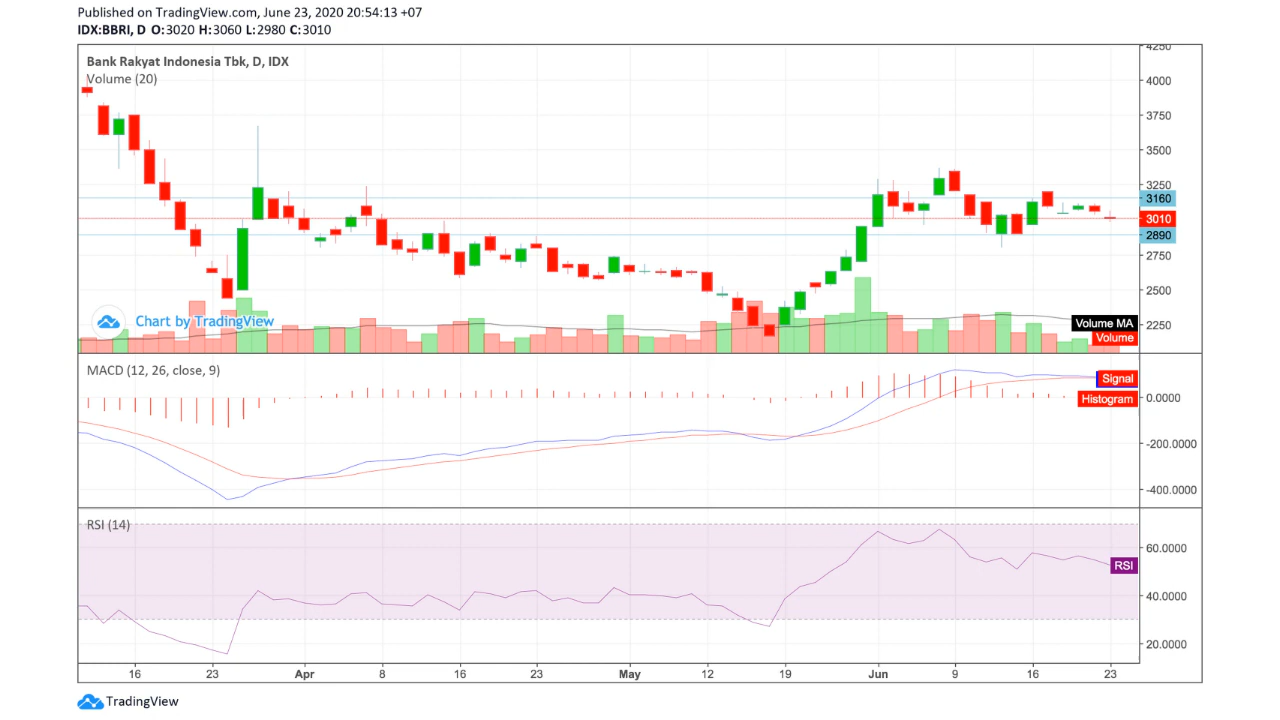 Published on TradingView.com, June 23, 2020 20:54:13 +07
IDX:BBRI, D O:3020 H:3060 L:2980 C:3010
4250
Bank Rakyat Indonesia Tbk, D, IDX
Volume (20)
4000
3750
3500
3250
3160
3010
2890
2750
2500
Chart by TradingView
Volume MA
2250
Volume
MACD (12, 26, close, 9)
Signal
Histogram
0.0000
-200.0000
-400.0000
RSI (14)
60.0000
RSI
40.0000
20.0000
16 23 Apr 8 16 23 May 12 19 Jun 9 16 23
TradingView